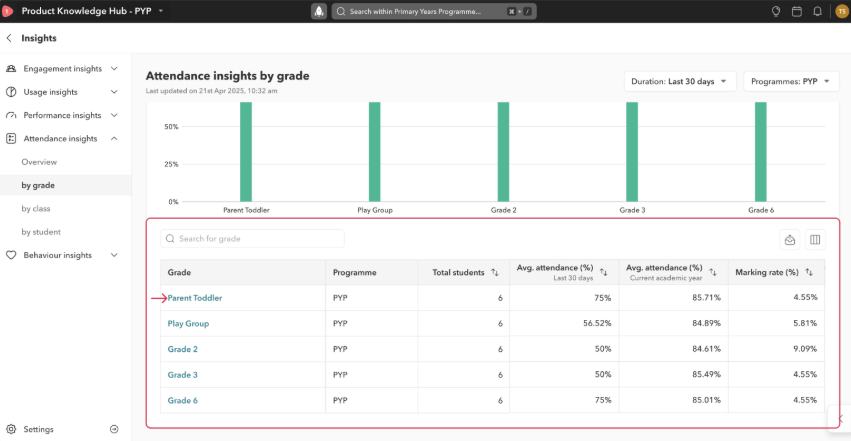 Product Knowledge Hub - PYP
Search within Primary Years Programme... ⌘ + /
TS
Insights
Engagement insights
Usage insights
Performance insights
Attendance insights
Overview
by grade
by class
by student
Behaviour insights
Settings
Attendance insights by grade
Last updated on 21st Apr 2025, 10:32 am
Duration: Last 30 days
Programmes: PYP
50%
25%
0%
Parent Toddler Play Group Grade 2 Grade 3 Grade 6
Search for grade
Grade Programme Total students Avg. attendance (%) Last 30 days Avg. attendance (%) Current academic year Marking rate (%)
Parent Toddler PYP 6 75% 85.71% 4.55%
Play Group PYP 6 56.52% 84.89% 5.81%
Grade 2 PYP 6 50% 84.61% 9.09%
Grade 3 PYP 6 50% 85.49% 4.55%
Grade 6 PYP 6 75% 85.01% 4.55%